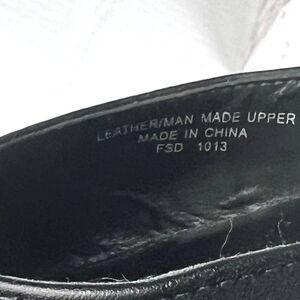 LEATHER/MAN MADE UPPER
MADE IN CHINA
FSD 1013